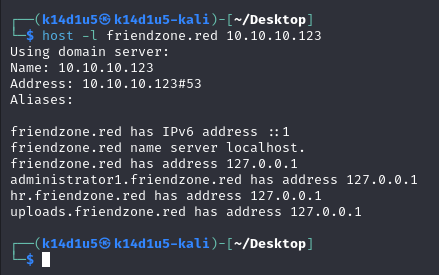 ┌──(k14d1u5㉿k14d1u5-kali)-[~/Desktop]
└─$ host -l friendzone.red 10.10.10.123
Using domain server:
Name: 10.10.10.123
Address: 10.10.10.123#53
Aliases:
friendzone.red has IPv6 address ::1
friendzone.red name server localhost.
friendzone.red has address 127.0.0.1
administrator1.friendzone.red has address 127.0.0.1
hr.friendzone.red has address 127.0.0.1
uploads.friendzone.red has address 127.0.0.1
┌──(k14d1u5㉿k14d1u5-kali)-[~/Desktop]
└─$